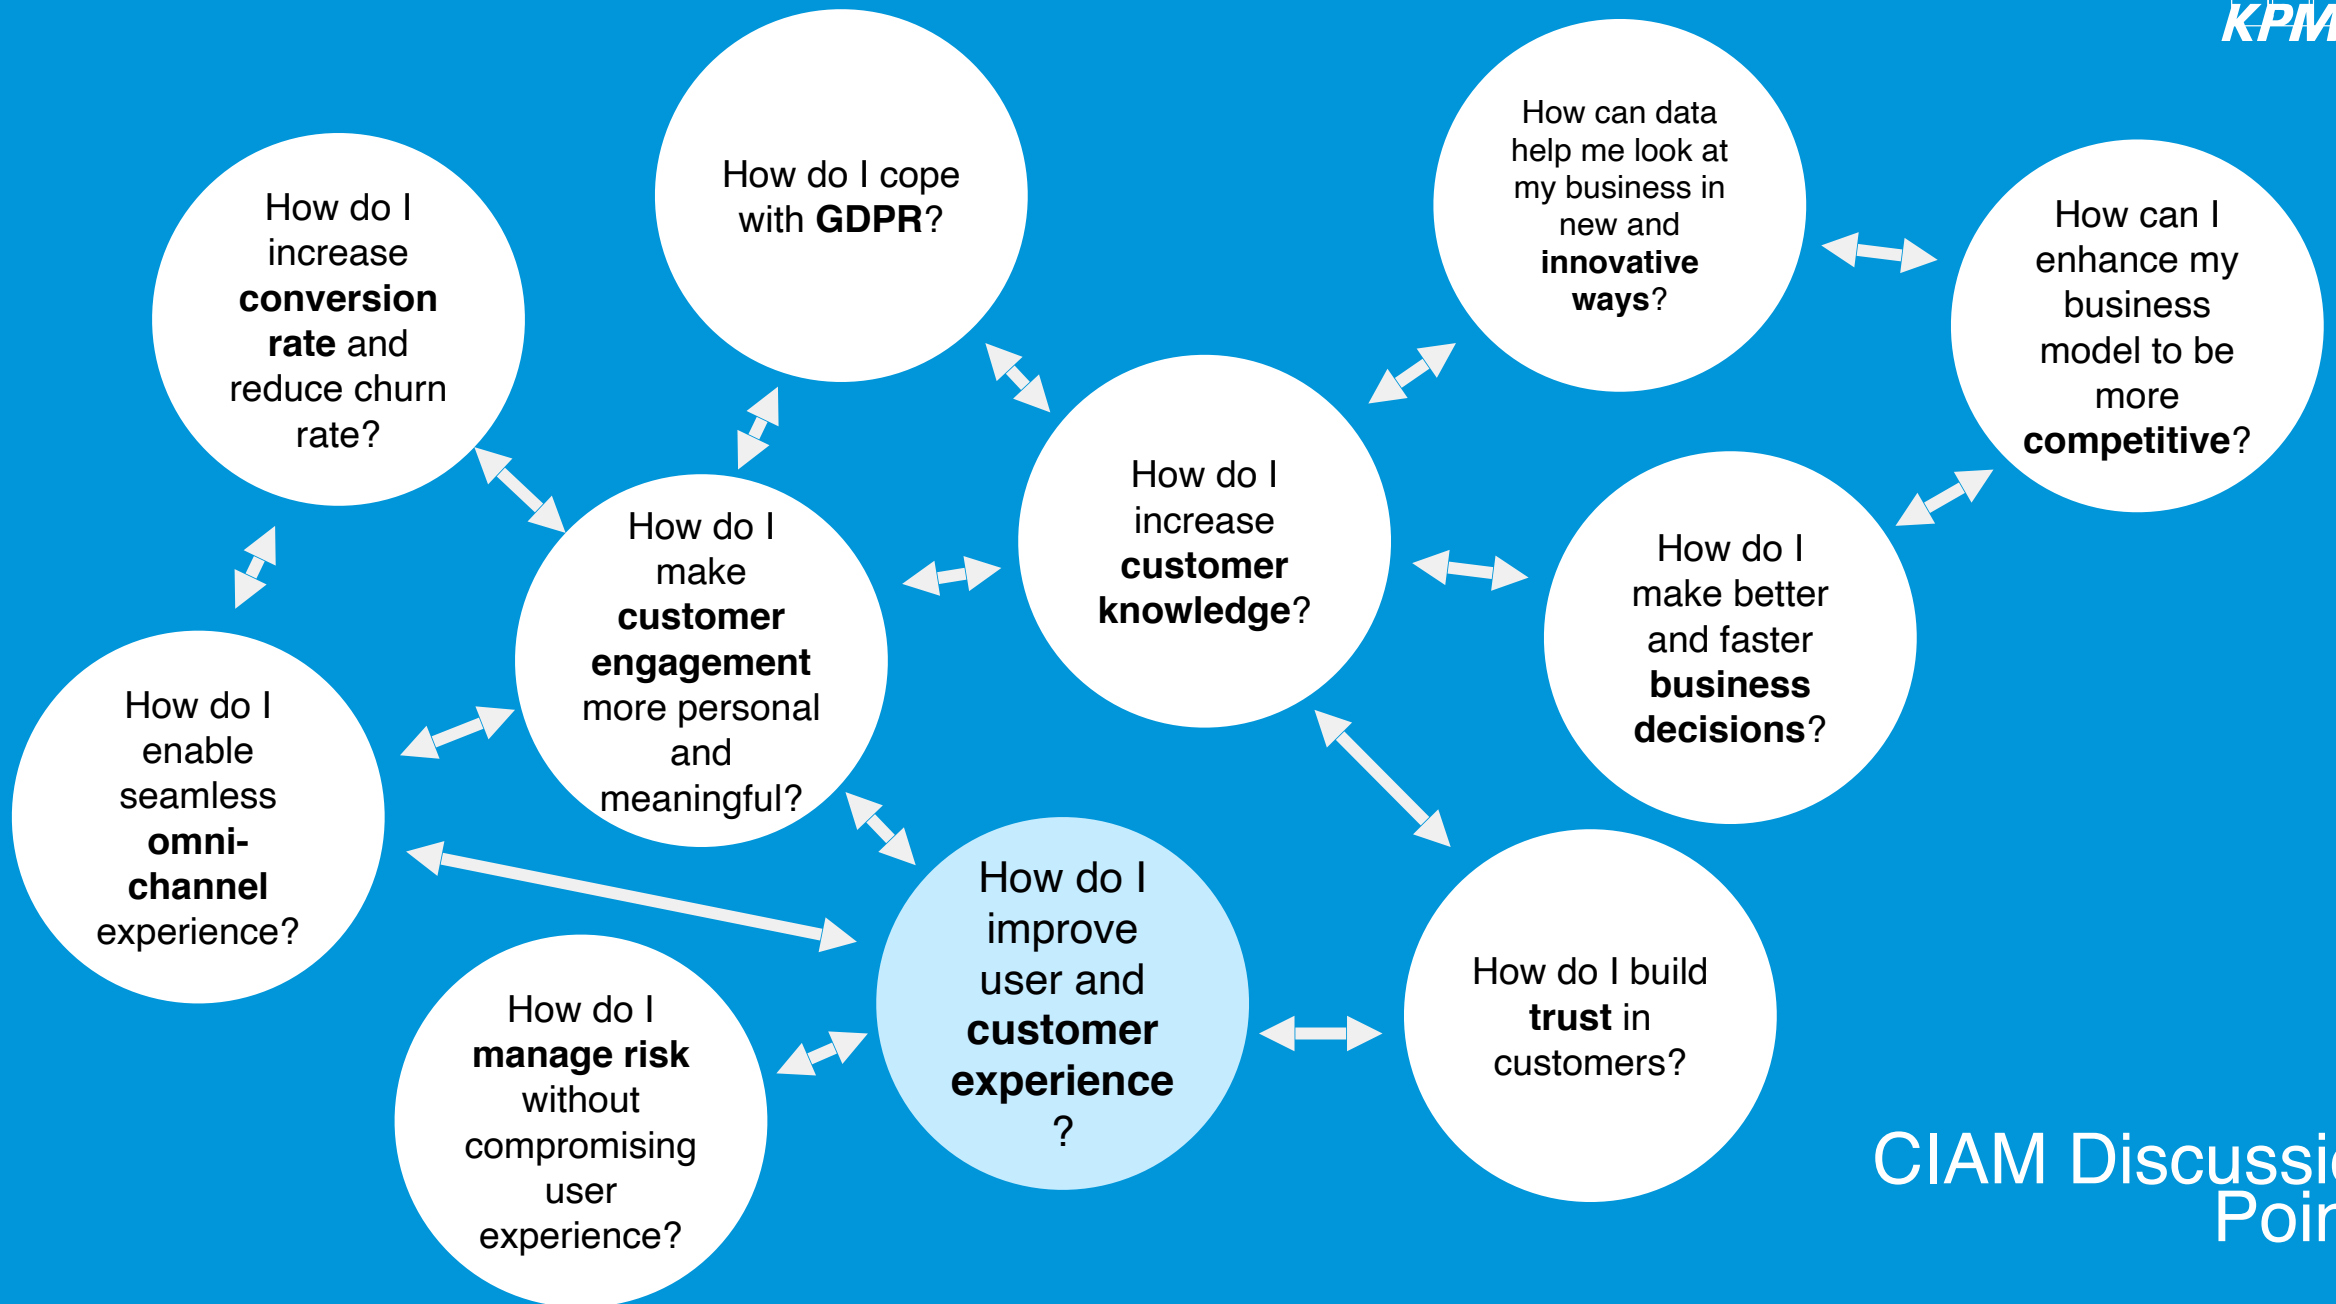 KPM
How do I
increase
conversion
rate and
reduce churn
rate?
How do I cope
with GDPR?
How can data
help me look at
my business in
new and
innovative
ways?
How can I
enhance my
business
model to be
more
competitive?
How do I
make
customer
engagement
more personal
and
meaningful?
How do I
increase
customer
knowledge?
How do I
make better
and faster
business
decisions?
How do I
enable
seamless
omni-
channel
experience?
How do I
manage risk
without
compromising
user
experience?
How do I
improve
user and
customer
experience
?
How do I build
trust in
customers?
CIAM Discussi
Poin